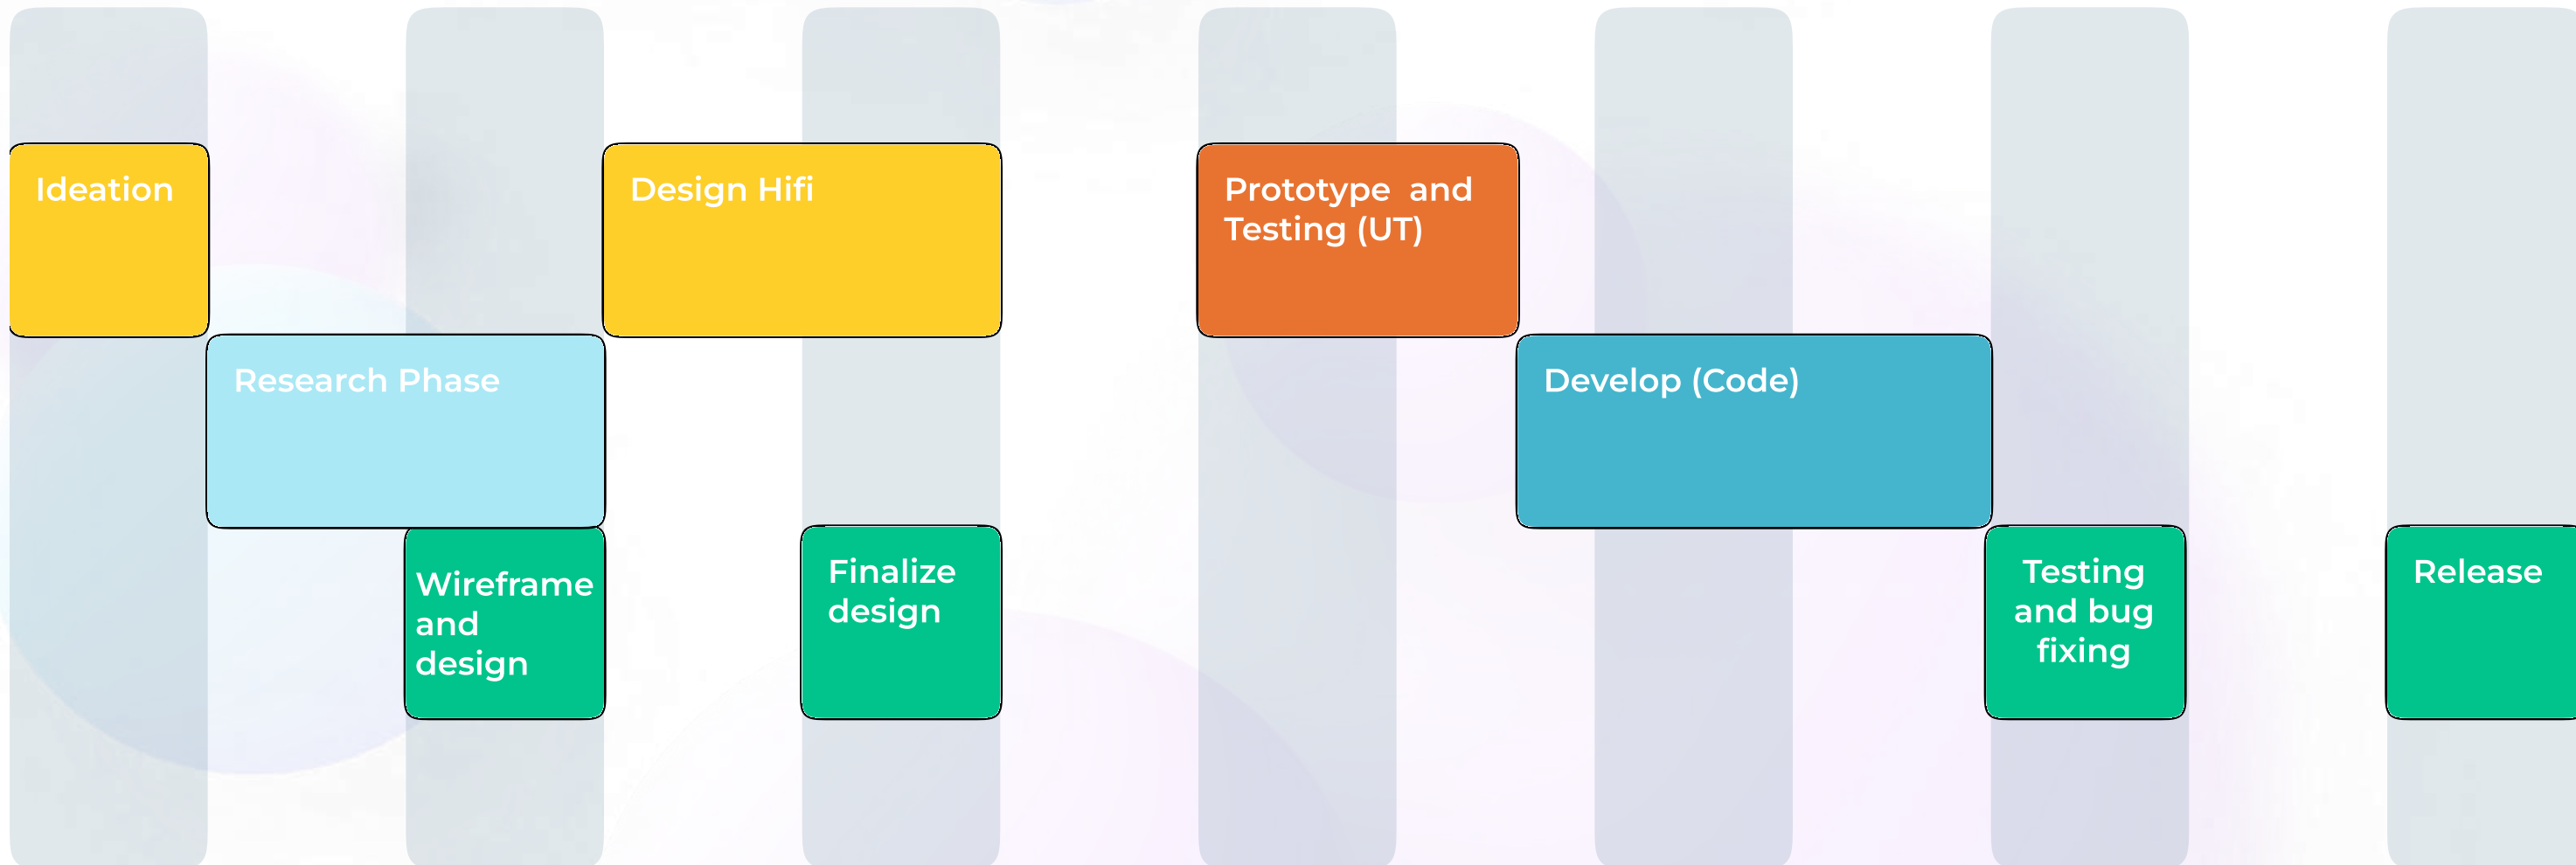 Ideation
Design Hifi
Prototype  and
Testing (UT)
Research Phase
Develop (Code)
Wireframe
and
design
Finalize
design
Testing
and bug
fixing
Release